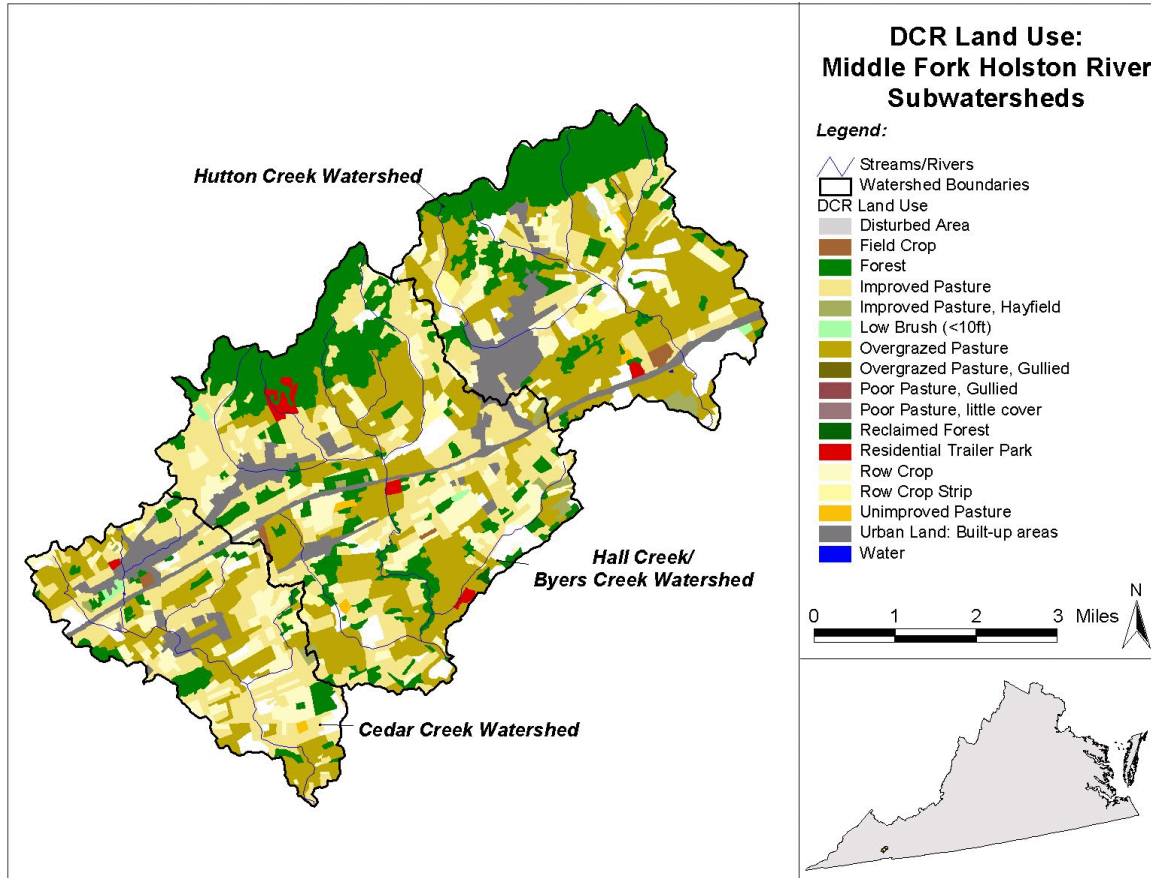 DCR Land Use:
Middle Fork Holston River
Subwatersheds
Legend:
Streams/Rivers
Watershed Boundaries
DCR Land Use
Disturbed Area
Field Crop
Forest
Improved Pasture
Improved Pasture, Hayfield
Low Brush (<10ft)
Overgrazed Pasture
Overgrazed Pasture, Gullied
Poor Pasture, Gullied
Poor Pasture, little cover
Reclaimed Forest
Residential Trailer Park
Row Crop
Row Crop Strip
Unimproved Pasture
Urban Land: Built-up areas
Water
Hutton Creek Watershed
Hall Creek/
Byers Creek Watershed
Cedar Creek Watershed
0 1 2 3 Miles
N